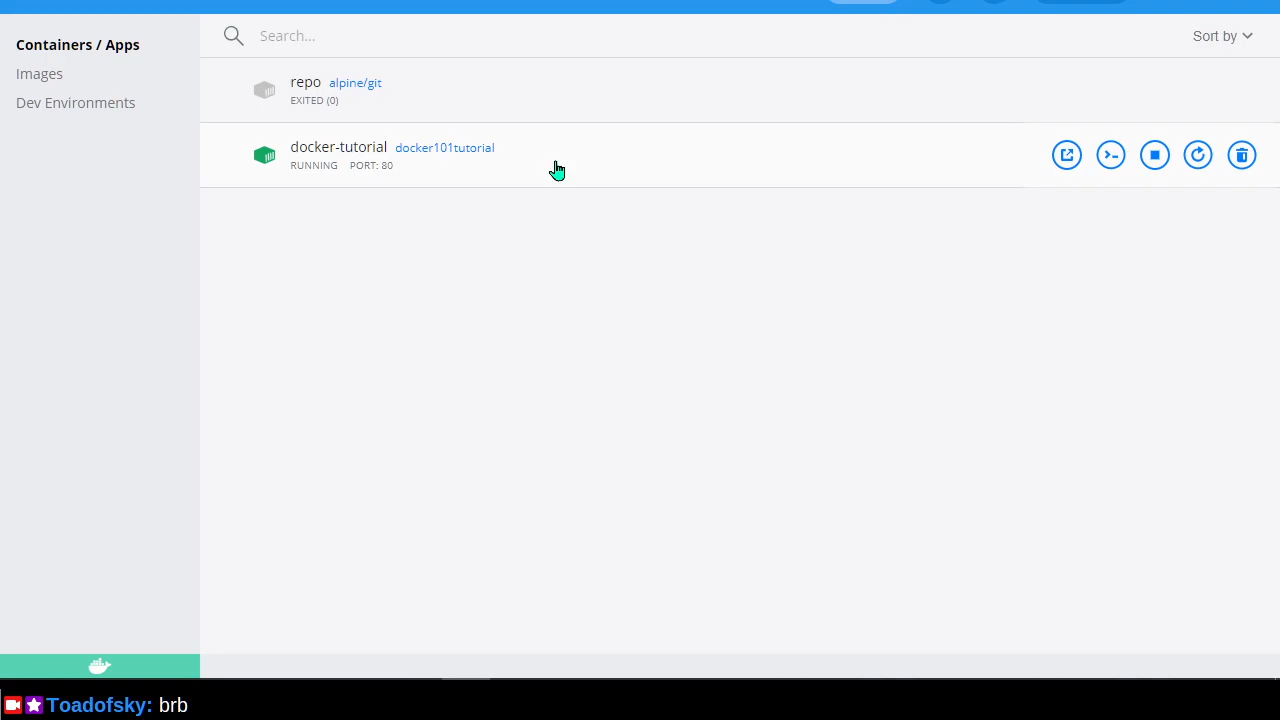 Containers / Apps
Images
Dev Environments
Search...
Sort by
repo alpine/git
EXITED (0)
docker-tutorial docker101tutorial
RUNNING PORT: 80
Toadofsky: brb